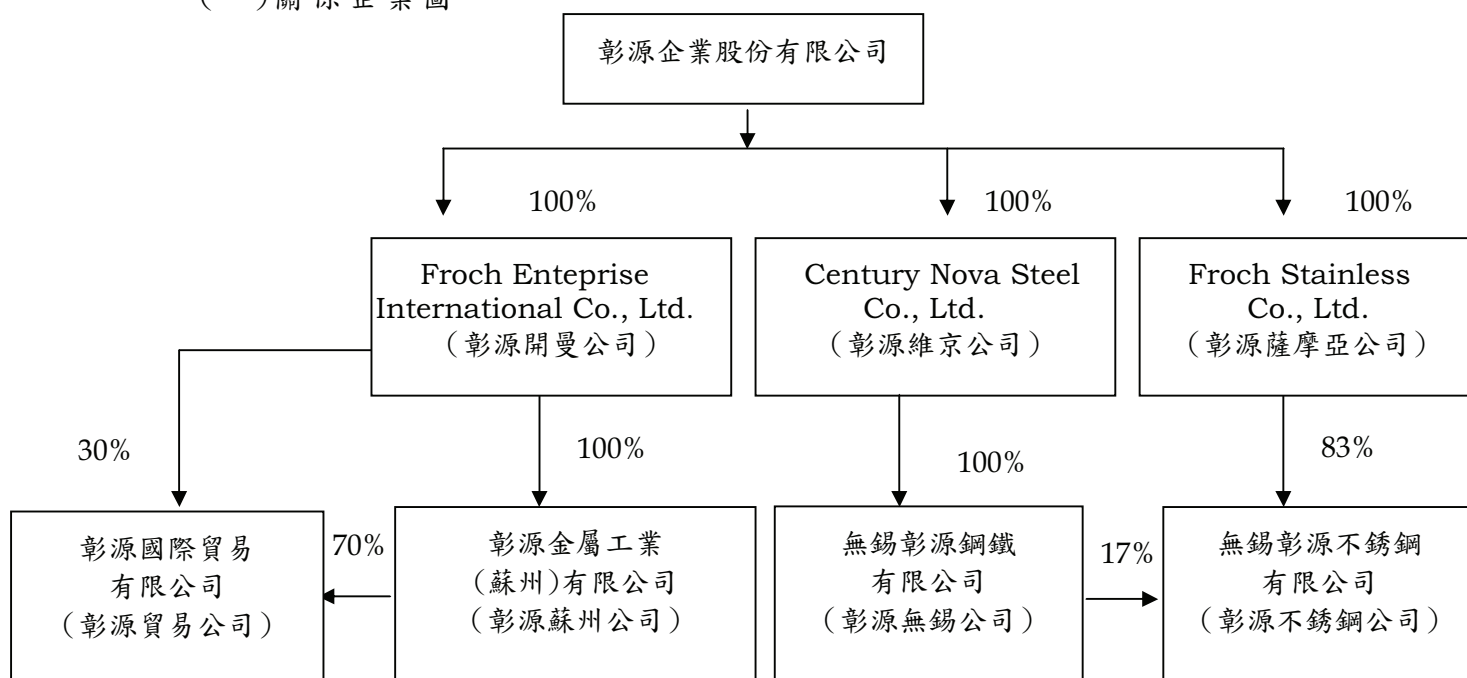 ( )關係企業圖
彰源企業股份有限公司
100%
100%
100%
Froch Enteprise
International Co., Ltd.
（彰源開曼公司）
Century Nova Steel
Co., Ltd.
（彰源維京公司）
Froch Stainless
Co., Ltd.
（彰源薩摩亞公司）
30%
100%
100%
83%
彰源國際貿易
有限公司
（彰源貿易公司）
70%
彰源金屬工業
(蘇州)有限公司
（彰源蘇州公司）
無錫彰源鋼鐵
有限公司
（彰源無錫公司）
17%
無錫彰源不銹鋼
有限公司
（彰源不銹鋼公司）